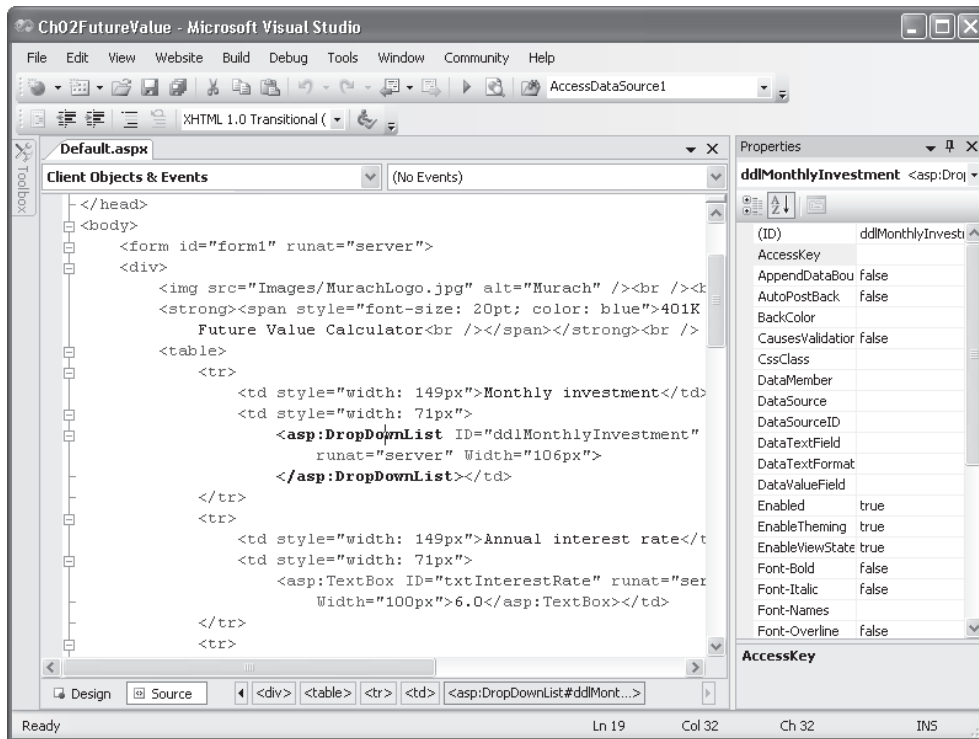 Ch02FutureValue - Microsoft Visual Studio
File Edit View Website Build Debug Tools Window Community Help
AccessDataSource1
XHTML 1.0 Transitional (
Toolbox
Default.aspx
Client Objects & Events (No Events)
</head>
<body>
<form id="form1" runat="server">
<div>
<img src="Images/MurachLogo.jpg" alt="Murach" /><br /><b
<strong><span style="font-size: 20pt; color: blue">401K
Future Value Calculator<br /></span></strong><br />
<table>
<tr>
<td style="width: 149px">Monthly investment</td>
<td style="width: 71px">
<asp:DropDownList ID="ddlMonthlyInvestment"
runat="server" Width="106px">
</asp:DropDownList></td>
</tr>
<tr>
<td style="width: 149px">Annual interest rate</t
<td style="width: 71px">
<asp:TextBox ID="txtInterestRate" runat="ser
Width="100px">6.0</asp:TextBox></td>
</tr>
<tr>
Design Source <div> <table> <tr> <td> <asp:DropDownList#ddlMont...>
Properties
ddlMonthlyInvestment <asp:Drop
(ID) ddlMonthlyInvestr
AccessKey
AppendDataBou false
AutoPostBack false
BackColor
CausesValidation false
CssClass
DataMember
DataSource
DataSourceID
DataTextField
DataTextFormat
DataValueField
Enabled true
EnableTheming true
EnableViewState true
Font-Bold false
Font-Italic false
Font-Names
Font-Overline false
AccessKey
Ready Ln 19 Col 32 Ch 32 INS